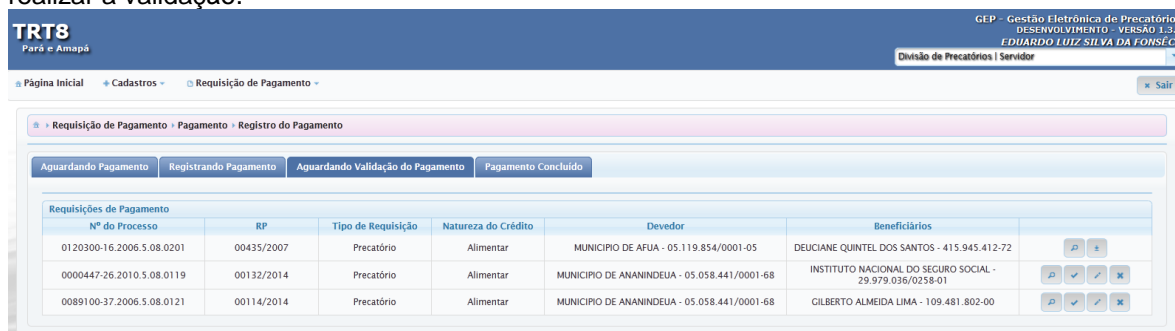 realizar a validação.
TRT8
Pará e Amapá
GEP - Gestão Eletrônica de Precatório
DESENVOLVIMENTO - VERSÃO 1.3.
EDUARDO LUIZ SILVA DA FONSÊC
Divisão de Precatórios | Servidor
Página Inicial Cadastros Requisição de Pagamento Sair
Requisição de Pagamento Pagamento Registro do Pagamento
Aguardando Pagamento Registrando Pagamento Aguardando Validação do Pagamento Pagamento Concluído
Requisições de Pagamento
Nº do Processo RP Tipo de Requisição Natureza do Crédito Devedor Beneficiários
0120300-16.2006.5.08.0201 00435/2007 Precatório Alimentar MUNICIPIO DE AFUA - 05.119.854/0001-05 DEUCIANE QUINTEL DOS SANTOS - 415.945.412-72
0000447-26.2010.5.08.0119 00132/2014 Precatório Alimentar MUNICIPIO DE ANANINDEUA - 05.058.441/0001-68 INSTITUTO NACIONAL DO SEGURO SOCIAL -
29.979.036/0258-01
0089100-37.2006.5.08.0121 00114/2014 Precatório Alimentar MUNICIPIO DE ANANINDEUA - 05.058.441/0001-68 GILBERTO ALMEIDA LIMA - 109.481.802-00